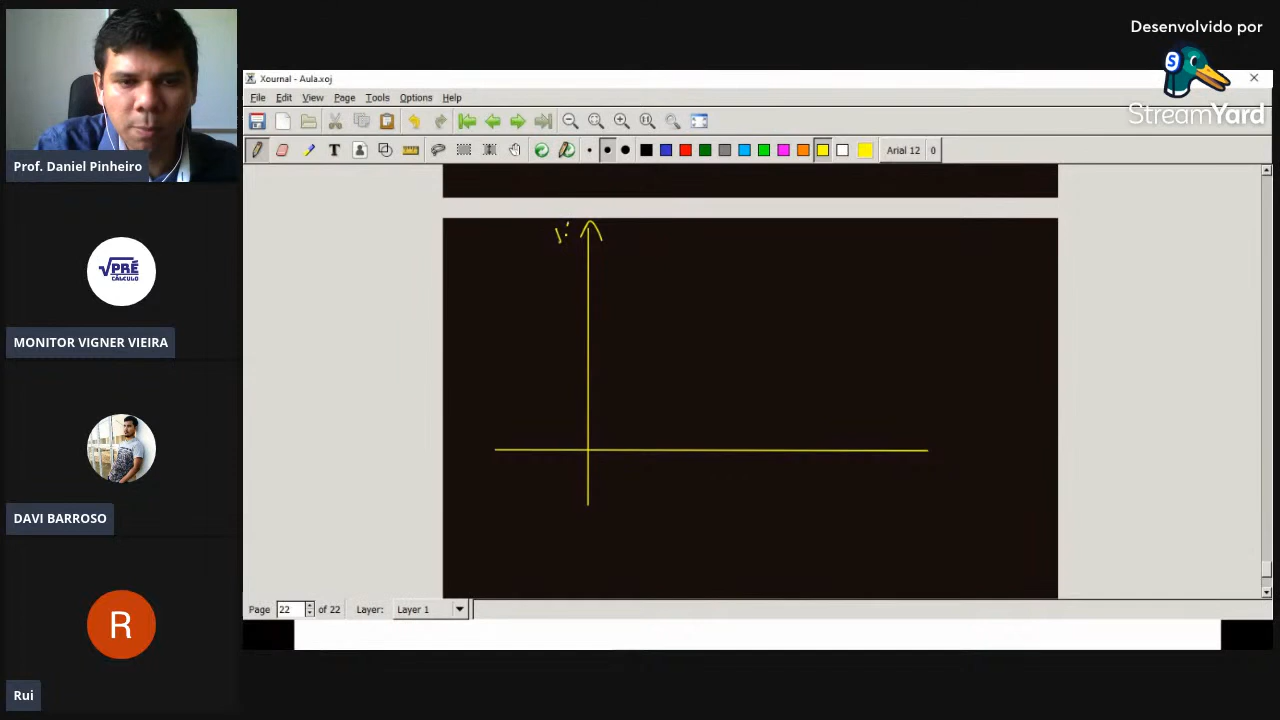 Desenvolvido por
StreamYard
Xournal - Aula.xoj
File Edit View Page Tools Options Help
T Arial 12 0
Prof. Daniel Pinheiro
√PRÉ
CÁLCULO
MONITOR VIGNER VIEIRA
DAVI BARROSO
R
Rui
Page 22 of 22 Layer: Layer 1